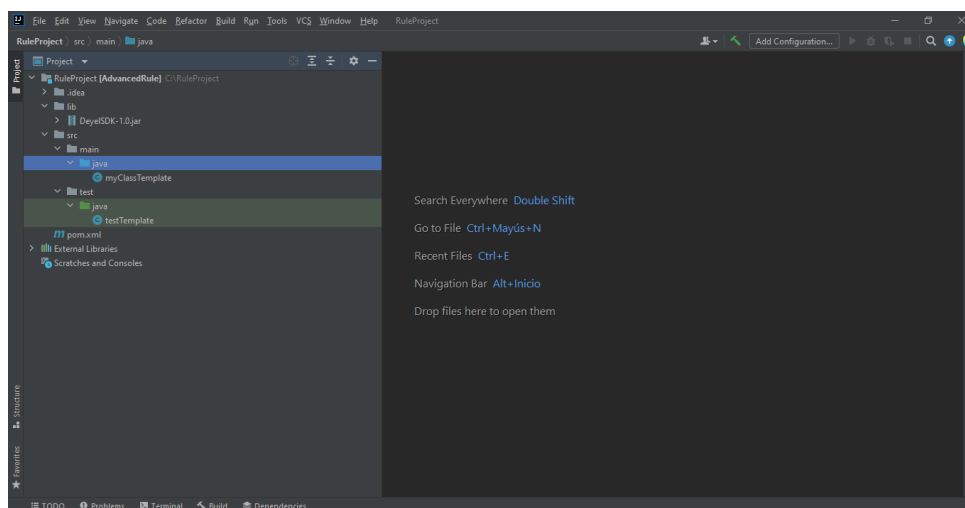 File Edit View Navigate Code Refactor Build Run Tools VCS Window Help RuleProject
RuleProject src main java
Add Configuration...
Project
RuleProject [AdvancedRule] C:\RuleProject
.idea
lib
DeyelSDK-1.0.jar
src
main
java
myClassTemplate
test
java
testTemplate
pom.xml
External Libraries
Scratches and Consoles
Search Everywhere Double Shift
Go to File Ctrl+Mayús+N
Recent Files Ctrl+E
Navigation Bar Alt+Inicio
Drop files here to open them
Project
Structure
Favorites
TODO Problems Terminal Build Dependencies